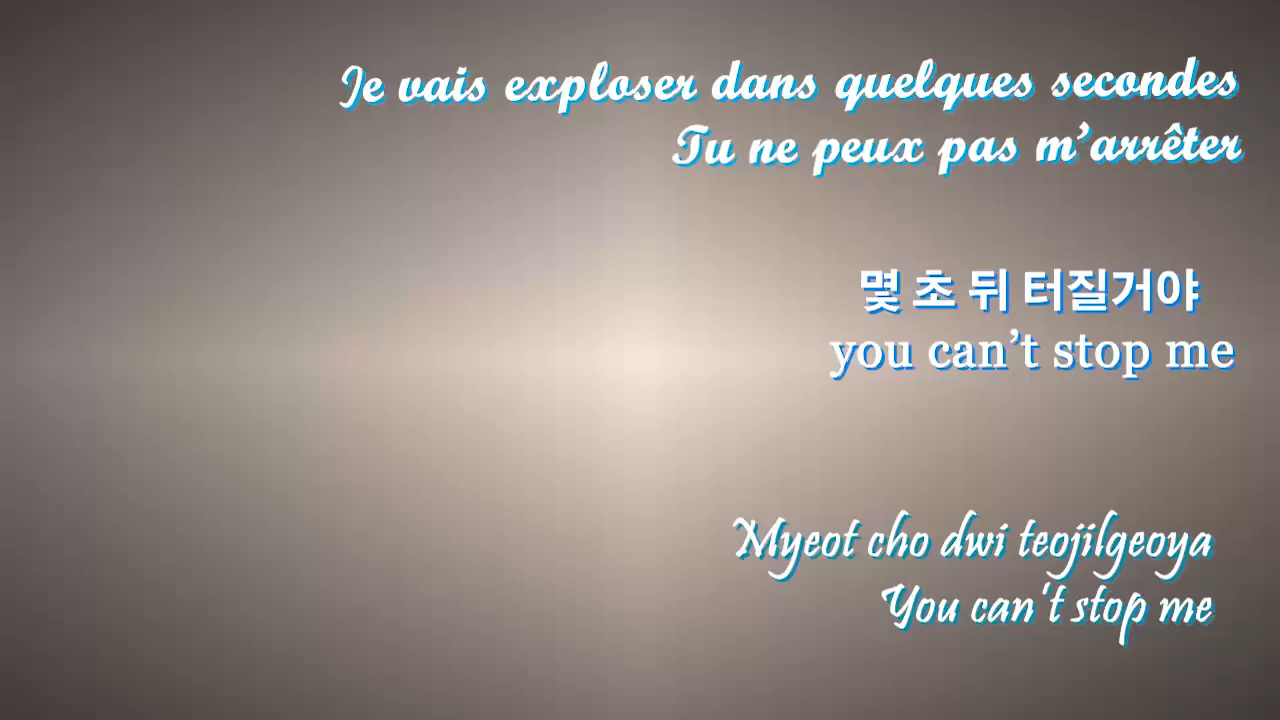 Je vais exploser dans quelques secondes
Tu ne peux pas m’arrêter
몇 초 뒤 터질거야
you can’t stop me
Myeot cho dwi teojilgeoya
You can't stop me